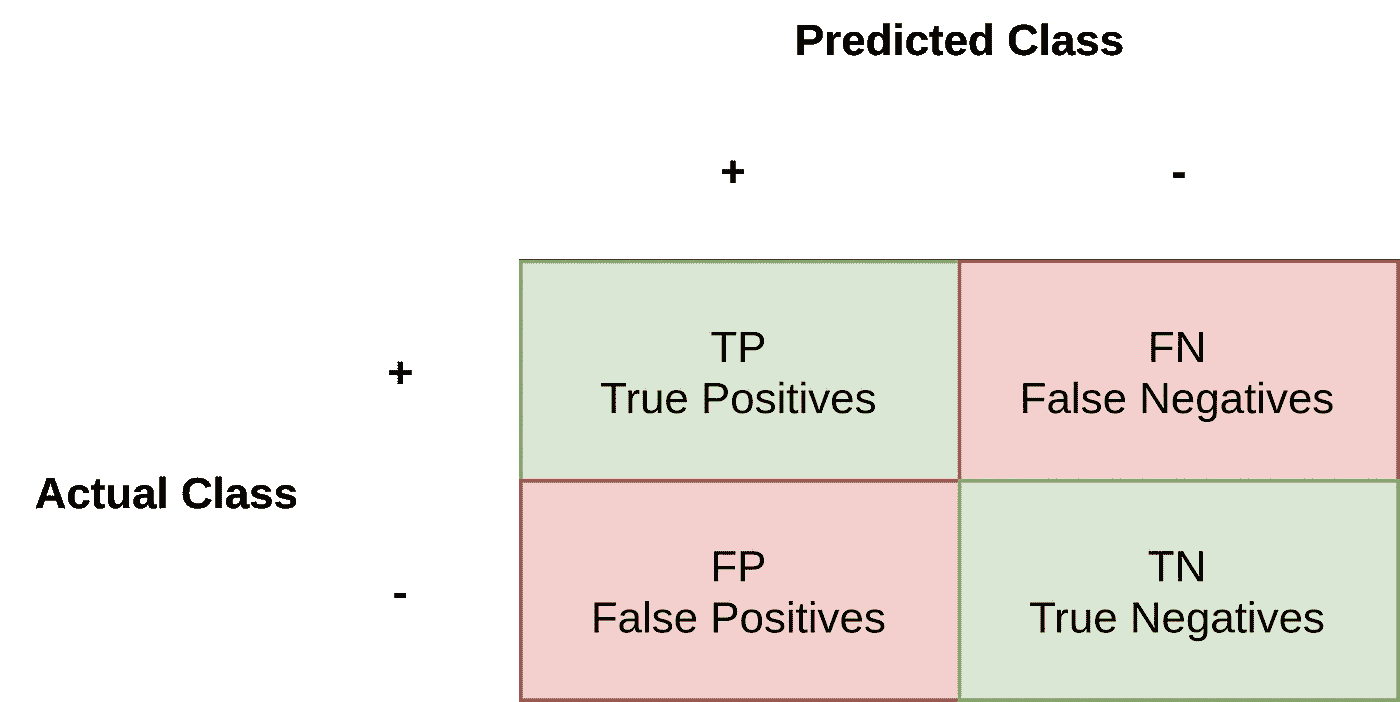 Predicted Class
+ -
+
TP
True Positives
FN
False Negatives
Actual Class
-
FP
False Positives
TN
True Negatives